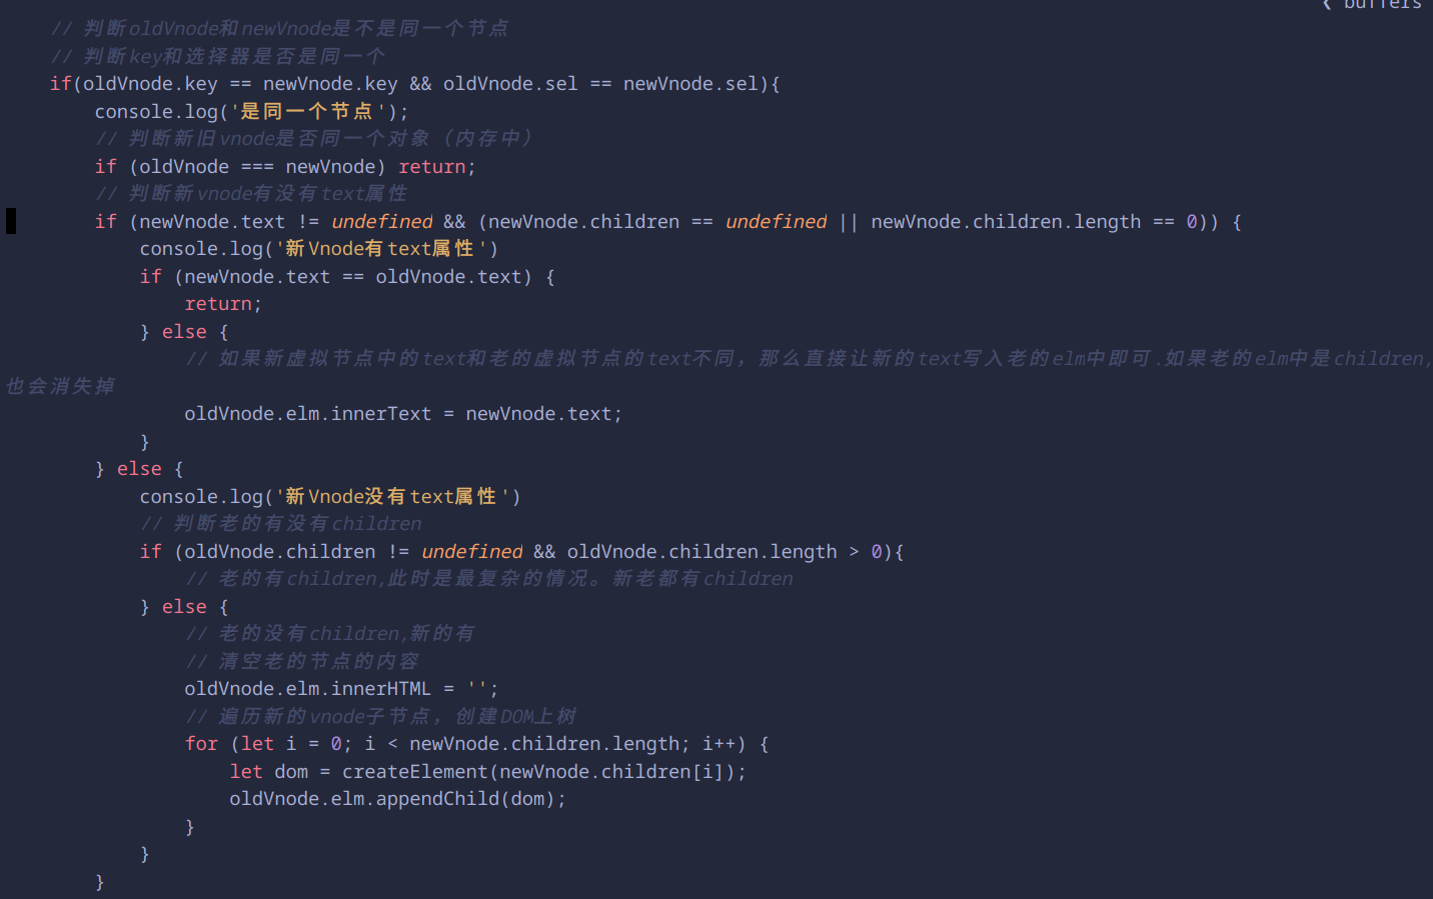 ❮ buffers
// 判断oldVnode和newVnode是不是同一个节点
// 判断key和选择器是否是同一个
if(oldVnode.key == newVnode.key && oldVnode.sel == newVnode.sel){
console.log('是同一个节点');
// 判断新旧vnode是否同一个对象（内存中）
if (oldVnode === newVnode) return;
// 判断新vnode有没有text属性
if (newVnode.text != undefined && (newVnode.children == undefined || newVnode.children.length == 0)) {
console.log('新Vnode有text属性')
if (newVnode.text == oldVnode.text) {
return;
} else {
// 如果新虚拟节点中的text和老的虚拟节点的text不同，那么直接让新的text写入老的elm中即可.如果老的elm中是children,
也会消失掉
oldVnode.elm.innerText = newVnode.text;
}
} else {
console.log('新Vnode没有text属性')
// 判断老的有没有children
if (oldVnode.children != undefined && oldVnode.children.length > 0){
// 老的有children,此时是最复杂的情况。新老都有children
} else {
// 老的没有children,新的有
// 清空老的节点的内容
oldVnode.elm.innerHTML = '';
// 遍历新的vnode子节点，创建DOM上树
for (let i = 0; i < newVnode.children.length; i++) {
let dom = createElement(newVnode.children[i]);
oldVnode.elm.appendChild(dom);
}
}
}